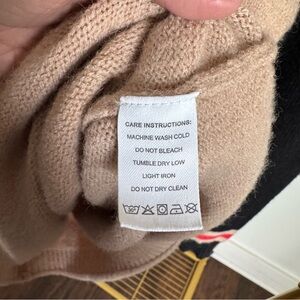 CARE INSTRUCTIONS:
MACHINE WASH COLD
DO NOT BLEACH
TUMBLE DRY LOW
LIGHT IRON
DO NOT DRY CLEAN